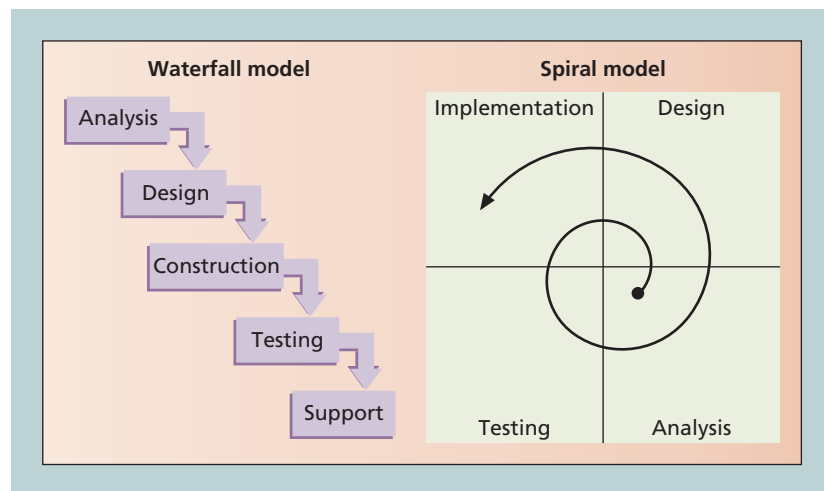 Waterfall model
Analysis
Design
Construction
Testing
Support
Spiral model
Implementation
Design
Testing
Analysis